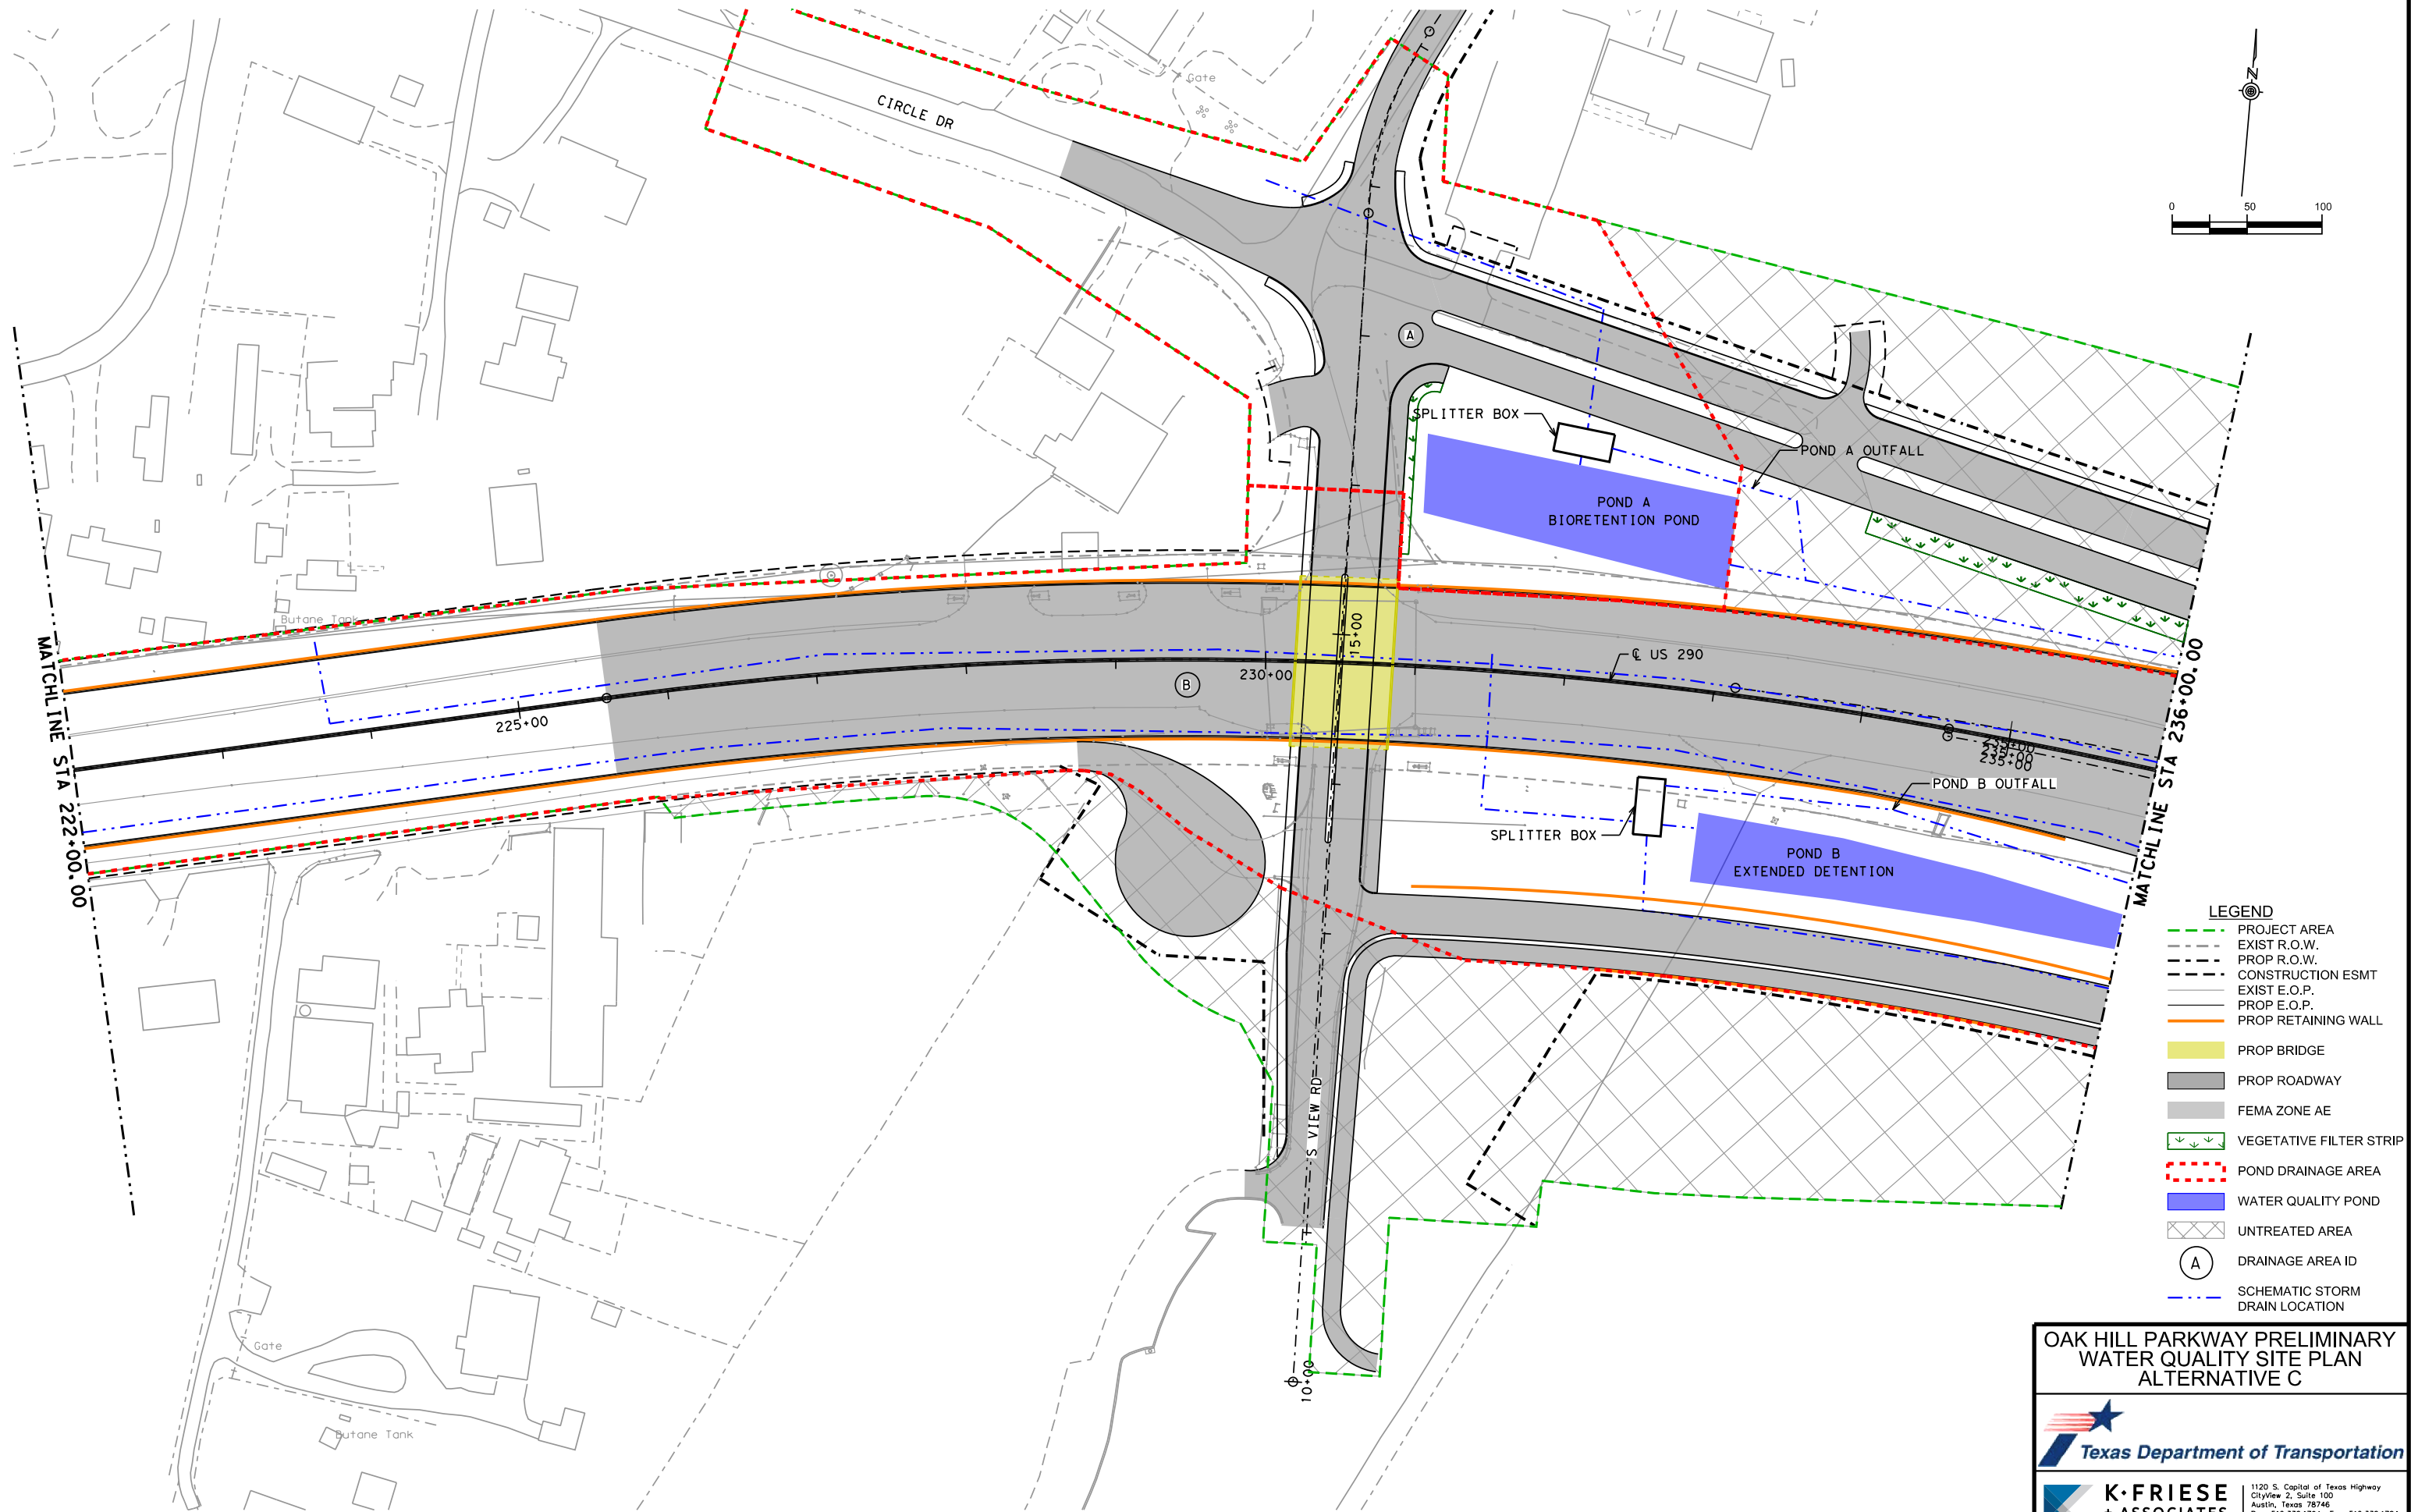 CIRCLE DR
Gate
N
0 50 100
A
SPLITTER BOX
POND A OUTFALL
POND A
BIORETENTION POND
Butane Tank
15+00
℄ US 290
230+00
B
225+00
MATCHLINE STA 222+00.00
MATCHLINE STA 236+00.00
235+00
235+00
POND B OUTFALL
SPLITTER BOX
POND B
EXTENDED DETENTION
S VIEW RD
10+00
Gate
Butane Tank
LEGEND
PROJECT AREA
EXIST R.O.W.
PROP R.O.W.
CONSTRUCTION ESMT
EXIST E.O.P.
PROP E.O.P.
PROP RETAINING WALL
PROP BRIDGE
PROP ROADWAY
FEMA ZONE AE
VEGETATIVE FILTER STRIP
POND DRAINAGE AREA
WATER QUALITY POND
UNTREATED AREA
A DRAINAGE AREA ID
SCHEMATIC STORM
DRAIN LOCATION
OAK HILL PARKWAY PRELIMINARY
WATER QUALITY SITE PLAN
ALTERNATIVE C
Texas Department of Transportation
K·FRIESE
+ ASSOCIATES
1120 S. Capital of Texas Highway
CityView 2, Suite 100
Austin, Texas 78746